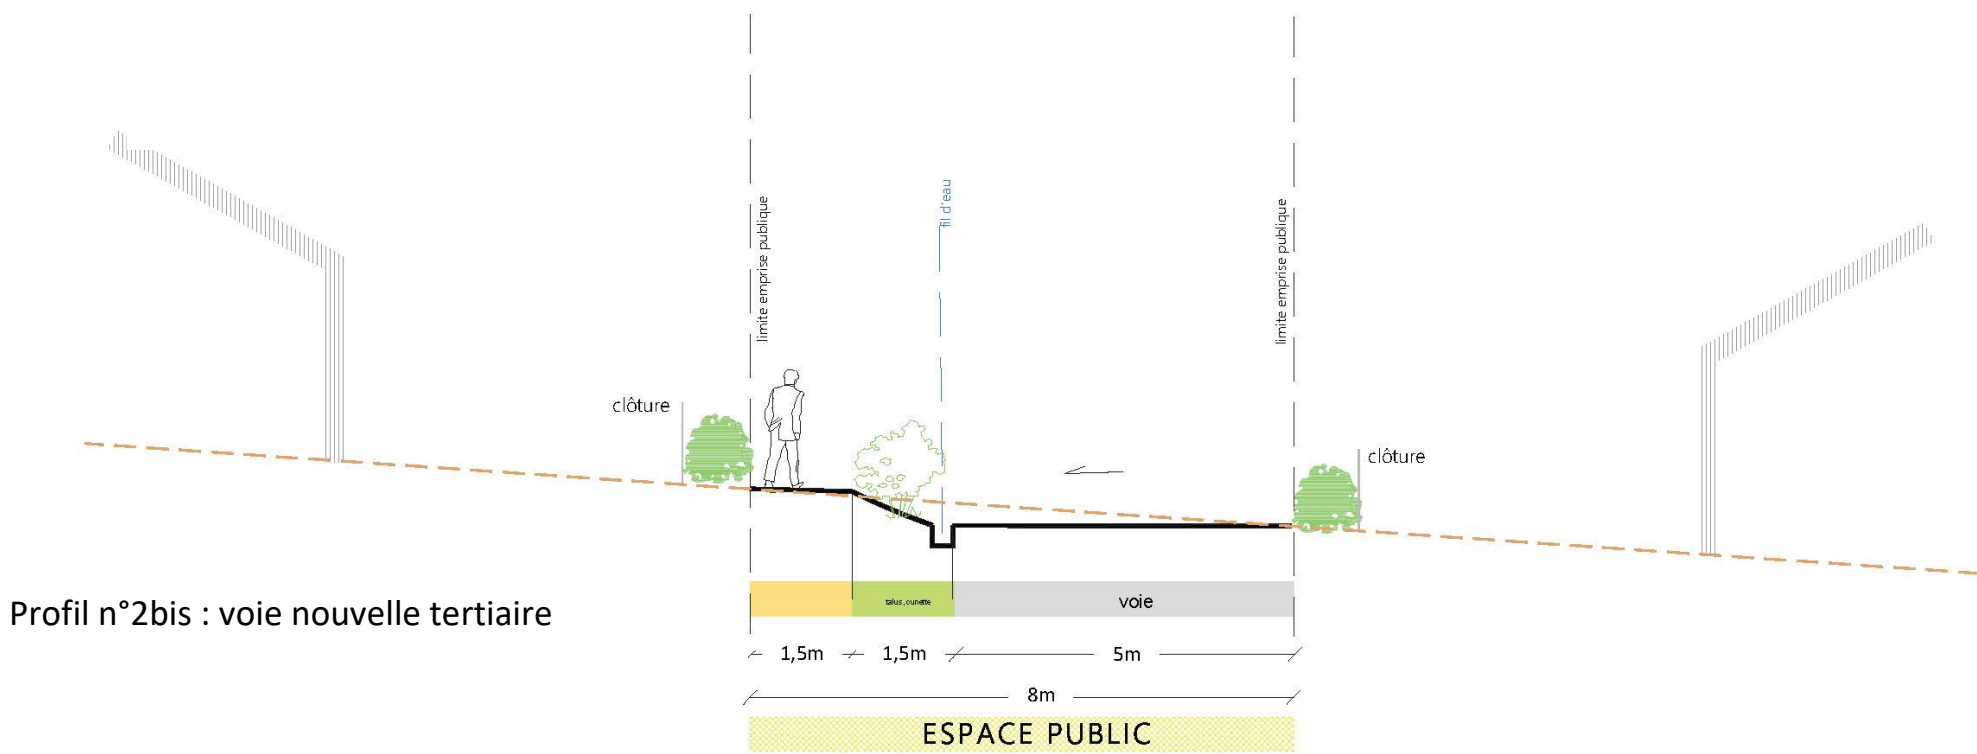 limite emprise publique
fil d'eau
limite emprise publique
clôture
clôture
talus, cunette
voie
Profil n°2bis : voie nouvelle tertiaire
1,5m
1,5m
5m
8m
ESPACE PUBLIC